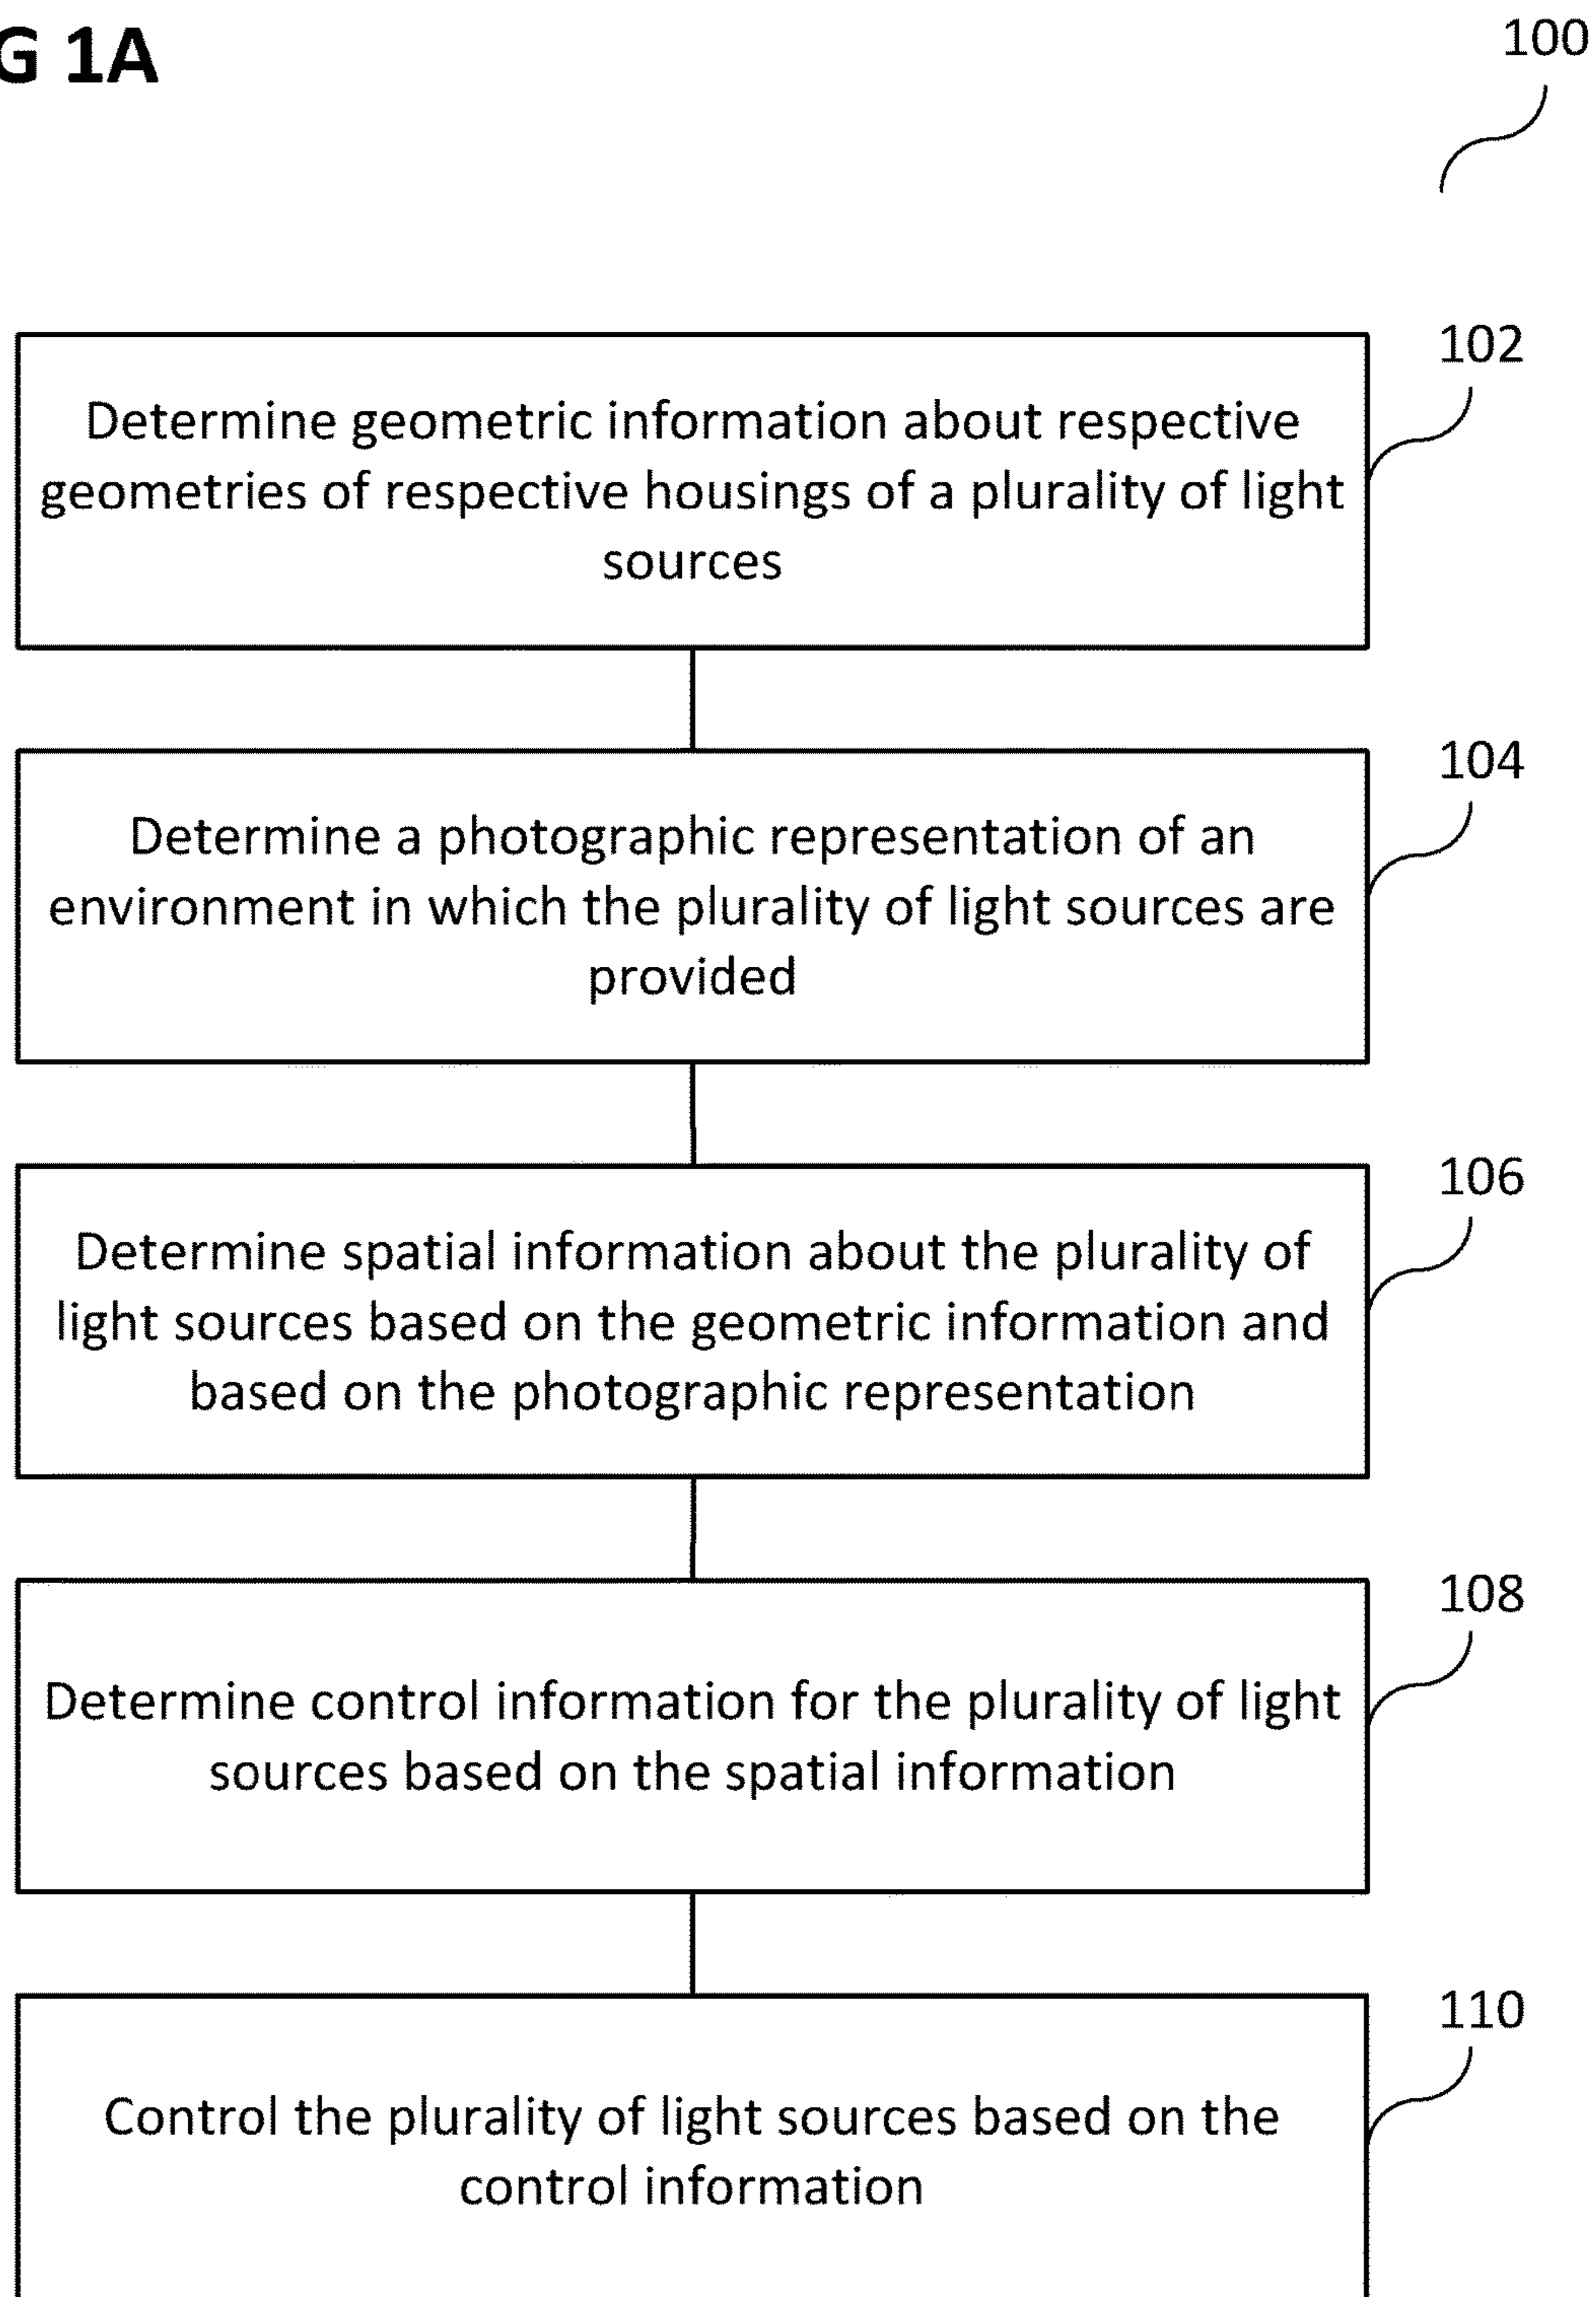 G 1A
100
102
Determine geometric information about respective
geometries of respective housings of a plurality of light
sources
104
Determine a photographic representation of an
environment in which the plurality of light sources are
provided
106
Determine spatial information about the plurality of
light sources based on the geometric information and
based on the photographic representation
108
Determine control information for the plurality of light
sources based on the spatial information
110
Control the plurality of light sources based on the
control information